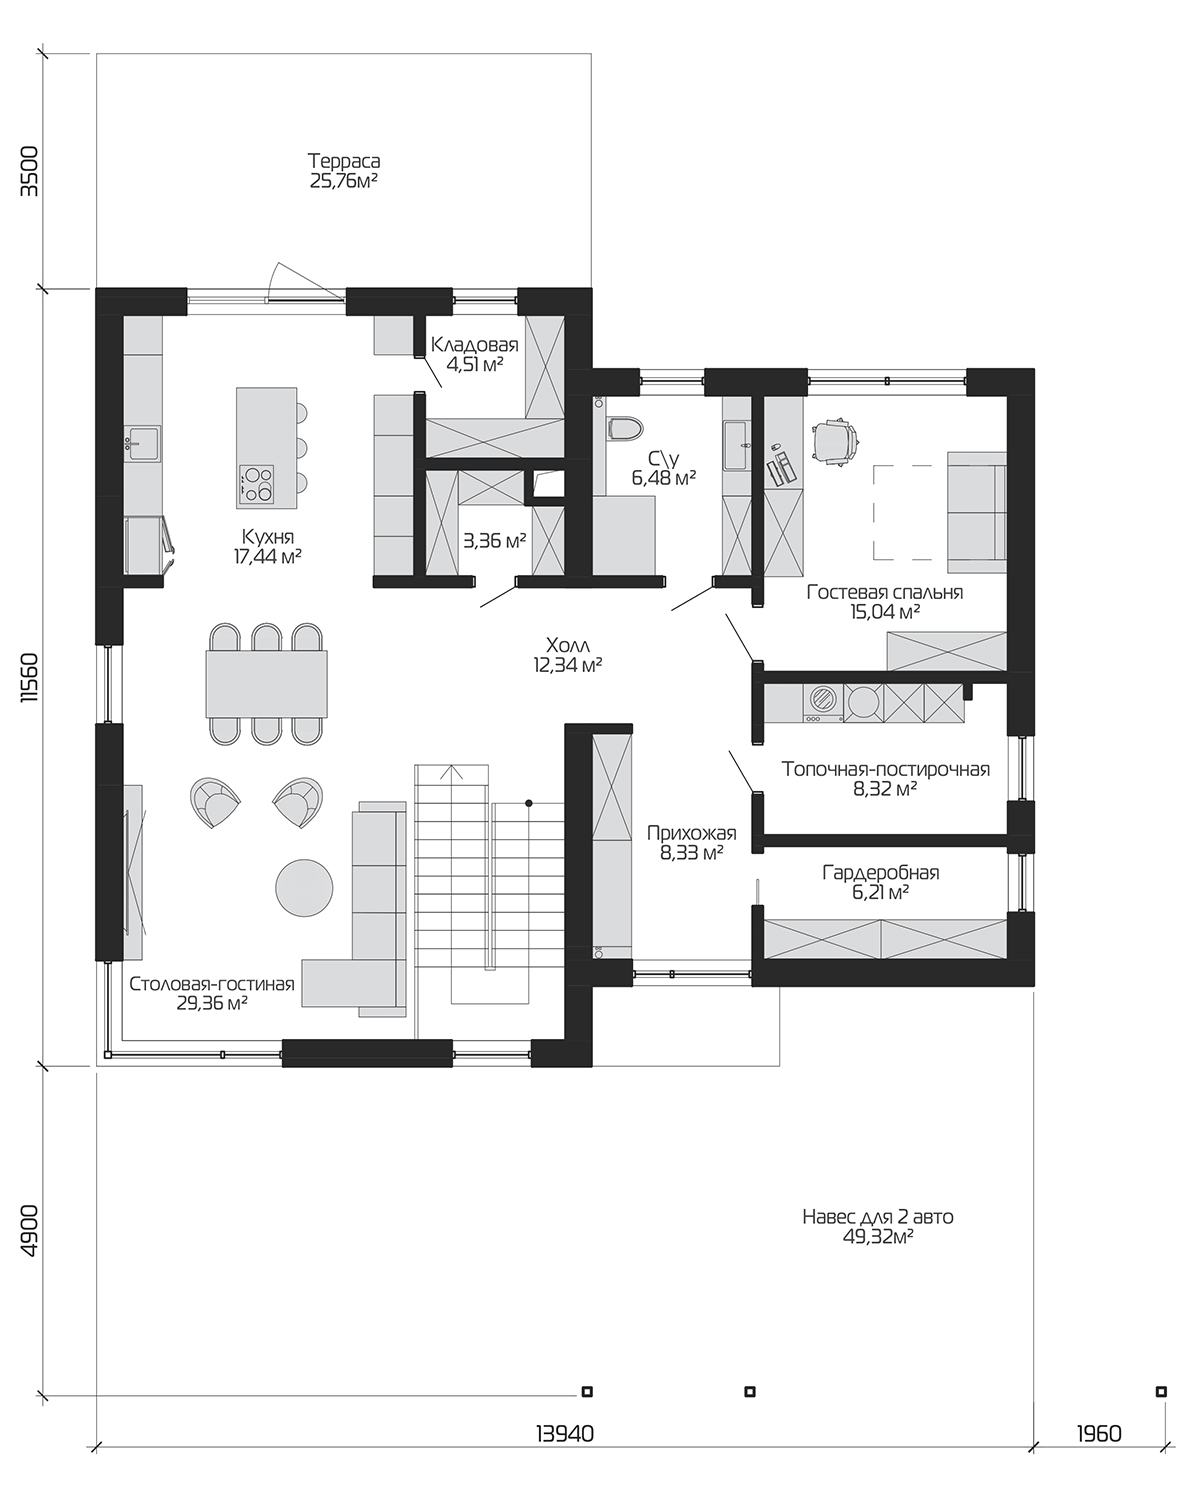 3500
Терраса
25,76м²
Кладовая
4,51 м²
С\у
6,48 м²
Кухня
17,44 м²
3,36 м²
Гостевая спальня
15,04 м²
Холл
12,34 м²
11560
Топочная-постирочная
8,32 м²
Прихожая
8,33 м²
Гардеробная
6,21 м²
Столовая-гостиная
29,36 м²
4900
Навес для 2 авто
49,32м²
13940
1960